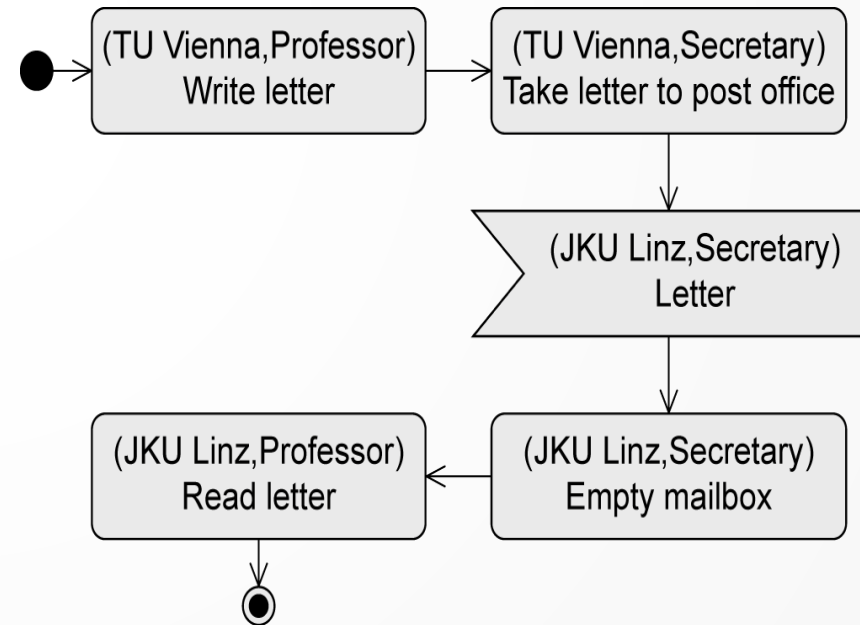 (TU Vienna,Professor)
Write letter
(TU Vienna,Secretary)
Take letter to post office
(JKU Linz,Secretary)
Letter
(JKU Linz,Secretary)
Empty mailbox
(JKU Linz,Professor)
Read letter